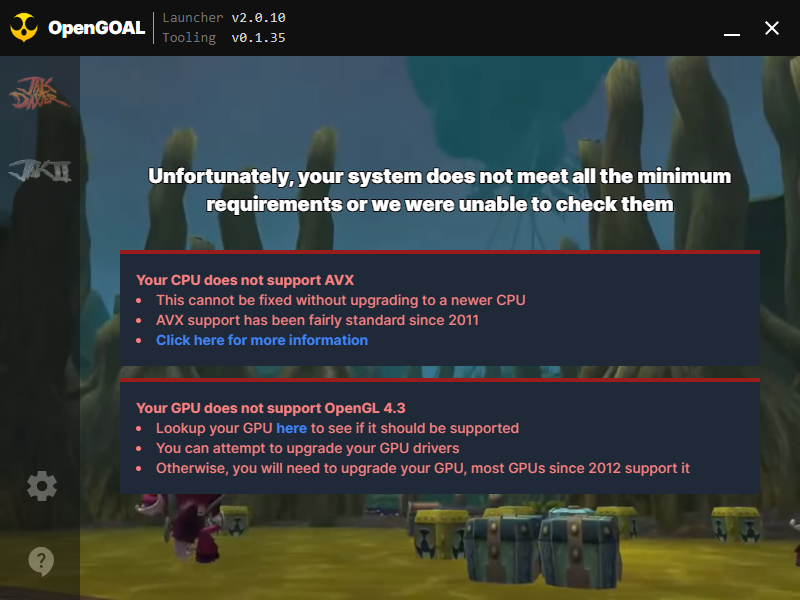 OpenGOAL
Launcher v2.0.10
Tooling v0.1.35
JAK
DAXTER
JAK II
Unfortunately, your system does not meet all the minimum
requirements or we were unable to check them
Your CPU does not support AVX
• This cannot be fixed without upgrading to a newer CPU
• AVX support has been fairly standard since 2011
• Click here for more information
Your GPU does not support OpenGL 4.3
• Lookup your GPU here to see if it should be supported
• You can attempt to upgrade your GPU drivers
• Otherwise, you will need to upgrade your GPU, most GPUs since 2012 support it
?